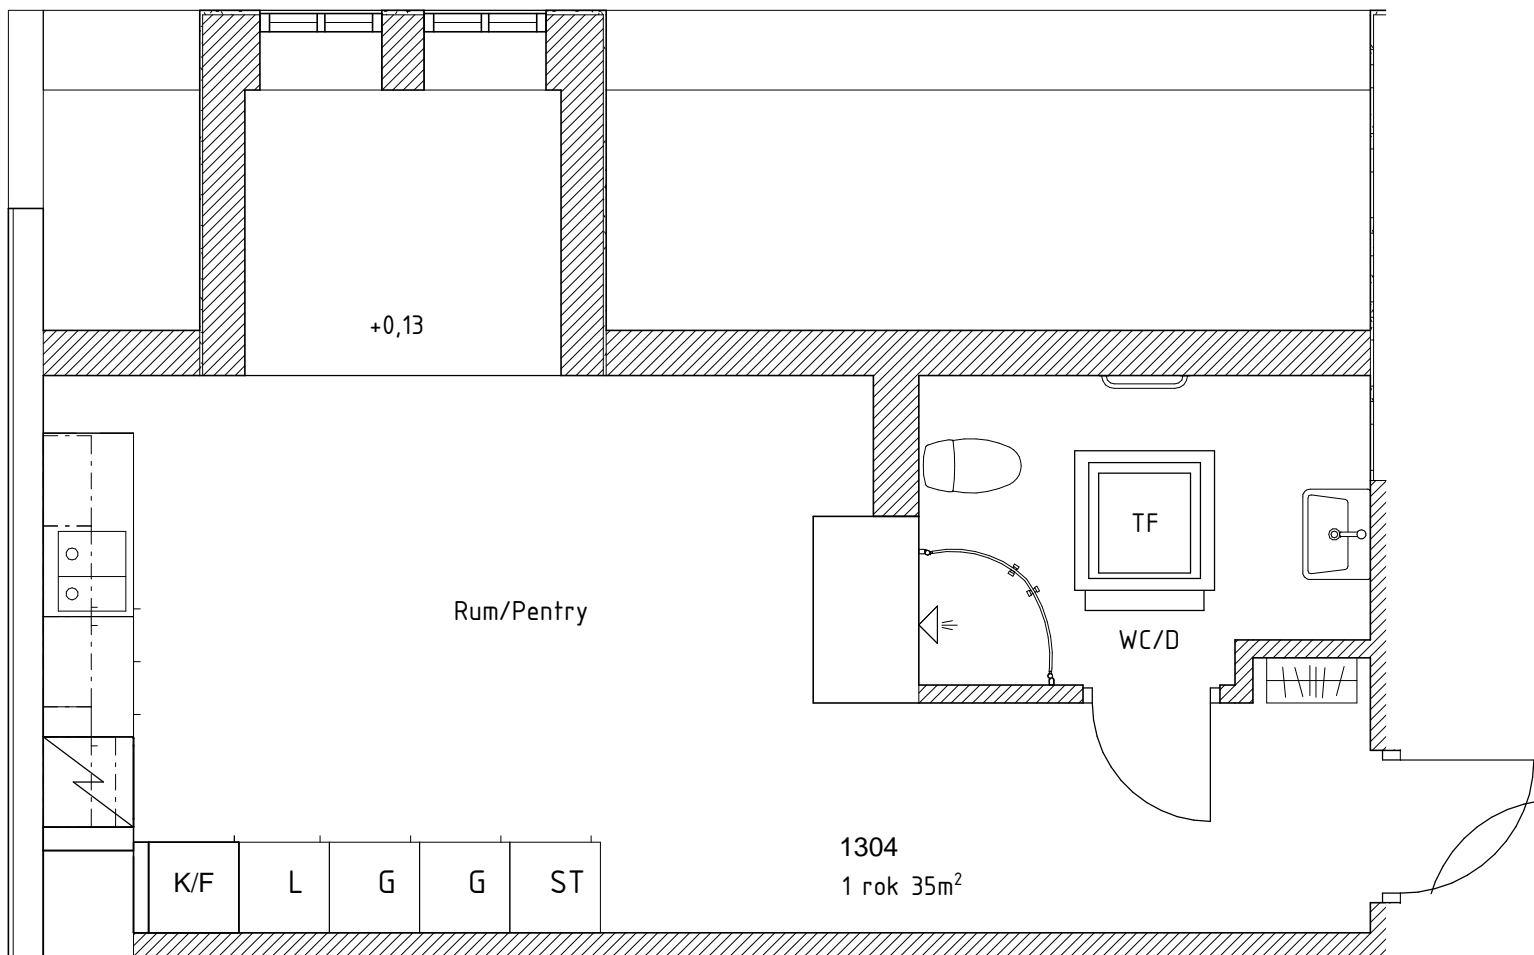 +0,13
TF
Rum/Pentry
WC/D
1304
1 rok 35m²
K/F
L
G
G
ST